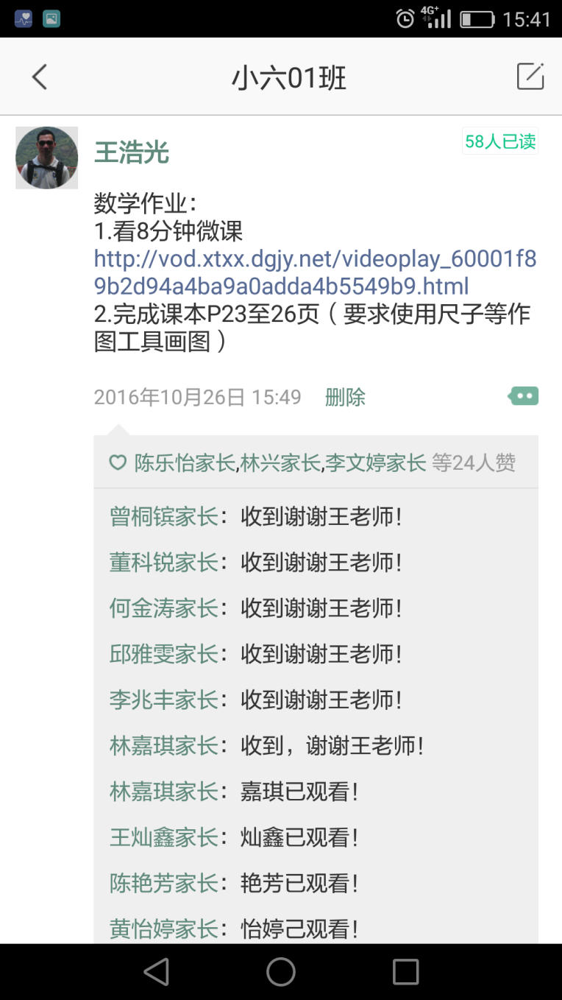 4G+ 15:41
小六01班
王浩光 58人已读
数学作业：
1.看8分钟微课
http://vod.xtxx.dgjy.net/videoplay_60001f8
9b2d94a4ba9a0adda4b5549b9.html
2.完成课本P23至26页（要求使用尺子等作
图工具画图）
2016年10月26日 15:49 删除
陈乐怡家长,林兴家长,李文婷家长 等24人赞
曾桐镔家长：收到谢谢王老师！
董科锐家长：收到谢谢王老师！
何金涛家长：收到谢谢王老师！
邱雅雯家长：收到谢谢王老师！
李兆丰家长：收到谢谢王老师！
林嘉琪家长：收到，谢谢王老师！
林嘉琪家长：嘉琪已观看！
王灿鑫家长：灿鑫已观看！
陈艳芳家长：艳芳已观看！
黄怡婷家长：怡婷己观看！